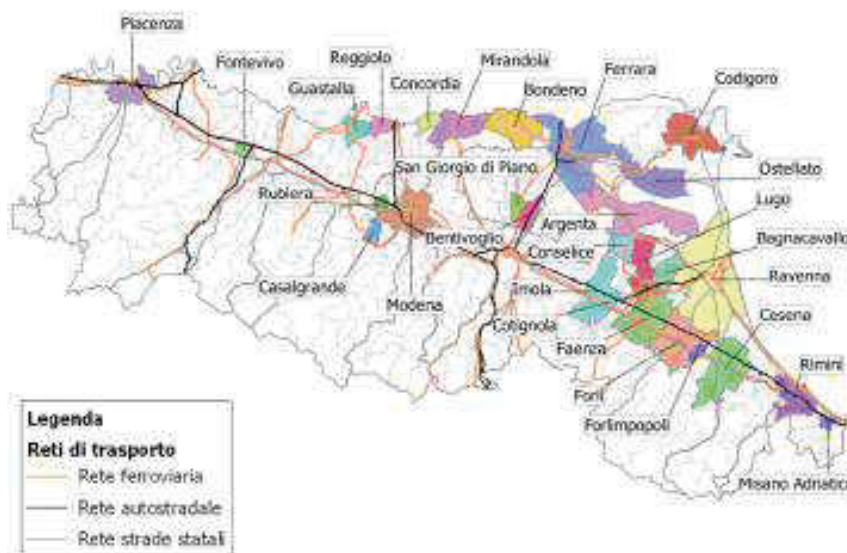 Piacenza
Fontevivo
Reggiolo
Guastalla
Concordia
Mirandola
Bondeno
Ferrara
Codigoro
San Giorgio di Piano
Ostellato
Rubiera
Lugo
Argenta
Bentivoglio
Conselice
Bagnacavallo
Casalgrande
Modena
Imola
Ravenna
Cotignola
Cesena
Faenza
Rimini
Forlì
Forlimpopoli
Misano Adriatico
Legenda
Reti di trasporto
Rete ferroviaria
Rete autostradale
Rete strade statali